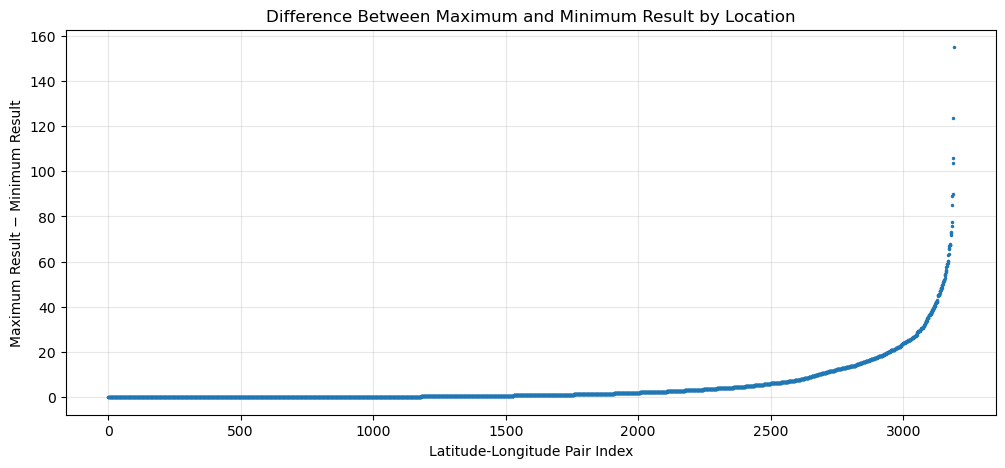 Difference Between Maximum and Minimum Result by Location
Maximum Result − Minimum Result
160
140
120
100
80
60
40
20
0
0 500 1000 1500 2000 2500 3000
Latitude-Longitude Pair Index